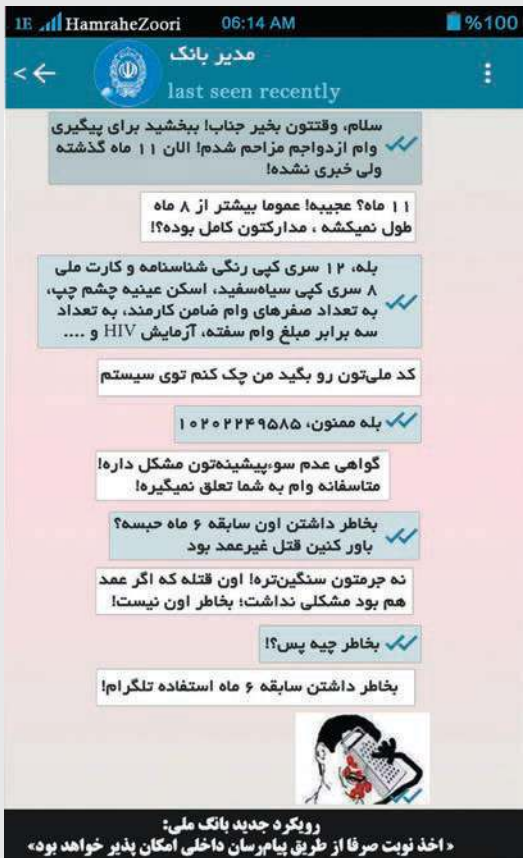 1E HamraheZoori 06:14 AM %100
مدیر بانک
last seen recently
سلام، وقتتون بخیر جناب! ببخشید برای پیگیری
وام ازدواجم مزاحم شدم! الان ۱۱ ماه گذشته
ولی خبری نشده!
۱۱ ماه؟ عجیبه! عموما بیشتر از ۸ ماه
طول نمیکشه ، مدارکتون کامل بوده؟!
بله، ۱۲ سری کپی رنگی شناسنامه و کارت ملی
۸ سری کپی سیاه‌سفید، اسکن عینیه چشم چپ،
به تعداد صفرهای وام ضامن کارمند، به تعداد
سه برابر مبلغ وام سفته، آزمایش HIV و ....
کد ملی‌تون رو بگید من چک کنم توی سیستم
بله ممنون، ۱۰۲۰۲۲۴۹۵۸۵
گواهی عدم سوءپیشینه‌تون مشکل داره!
متاسفانه وام به شما تعلق نمیگیره!
بخاطر داشتن اون سابقه ۶ ماه حبسه؟
باور کنین قتل غیرعمد بود
نه جرمتون سنگین‌تره! اون قتله که اگر عمد
هم بود مشکلی نداشت؛ بخاطر اون نیست!
بخاطر چیه پس؟!
بخاطر داشتن سابقه ۶ ماه استفاده تلگرام!
رویکرد جدید بانک ملی:
« اخذ نوبت صرفا از طریق پیام‌رسان داخلی امکان پذیر خواهد بود»